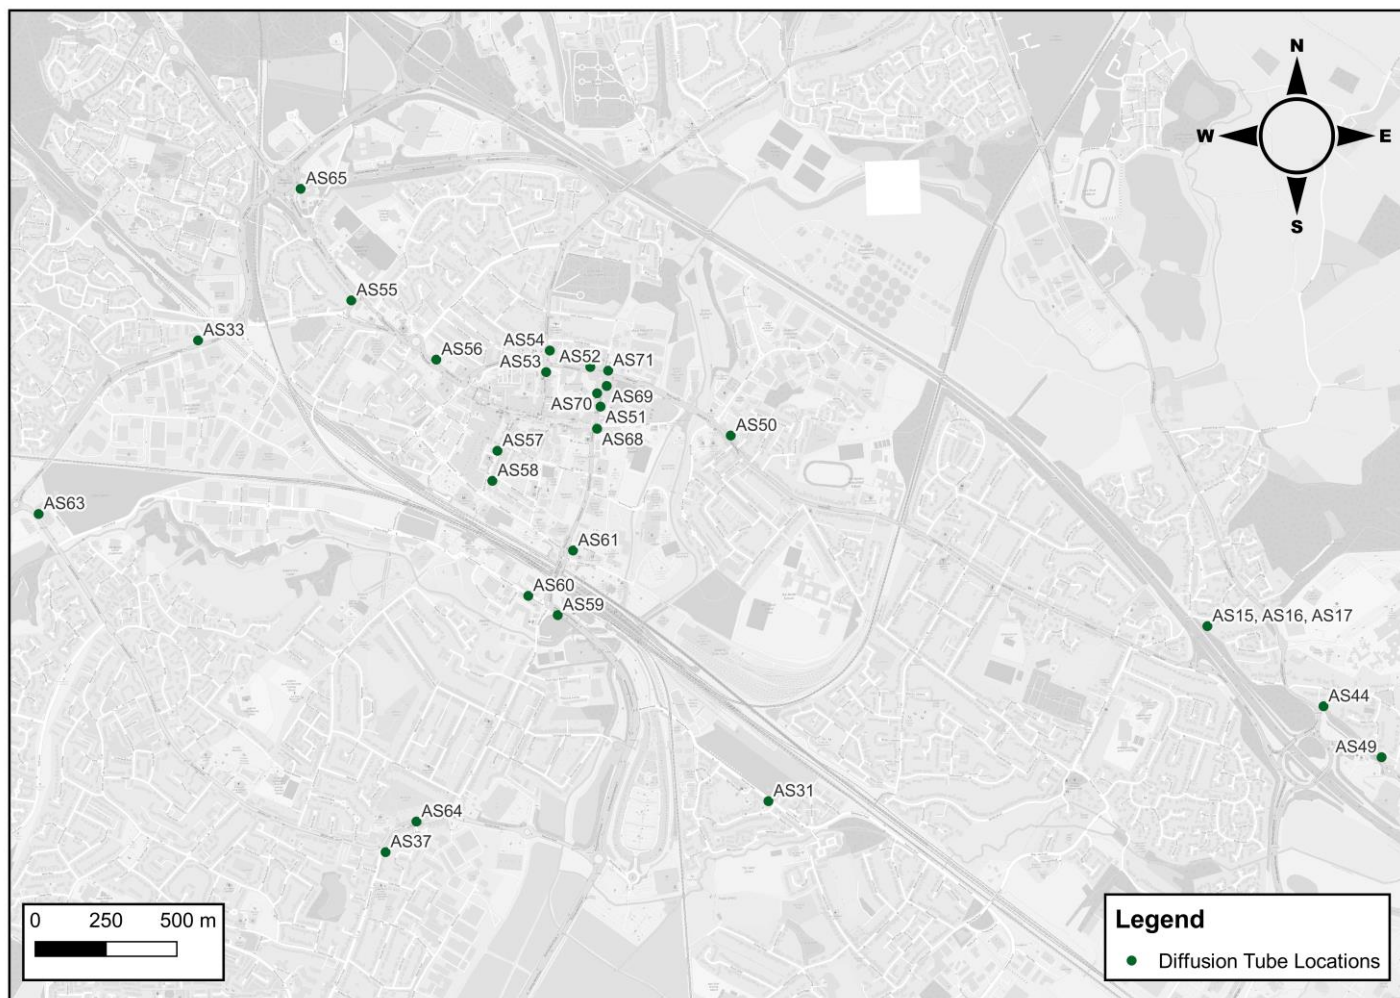 N
W E
S
AS65
AS55
AS33
AS56
AS54
AS53
AS52
AS71
AS69
AS70
AS51
AS68
AS50
AS57
AS58
AS63
AS61
AS60
AS59
AS15, AS16, AS17
AS44
AS49
AS31
AS64
AS37
0 250 500 m
Legend
Diffusion Tube Locations